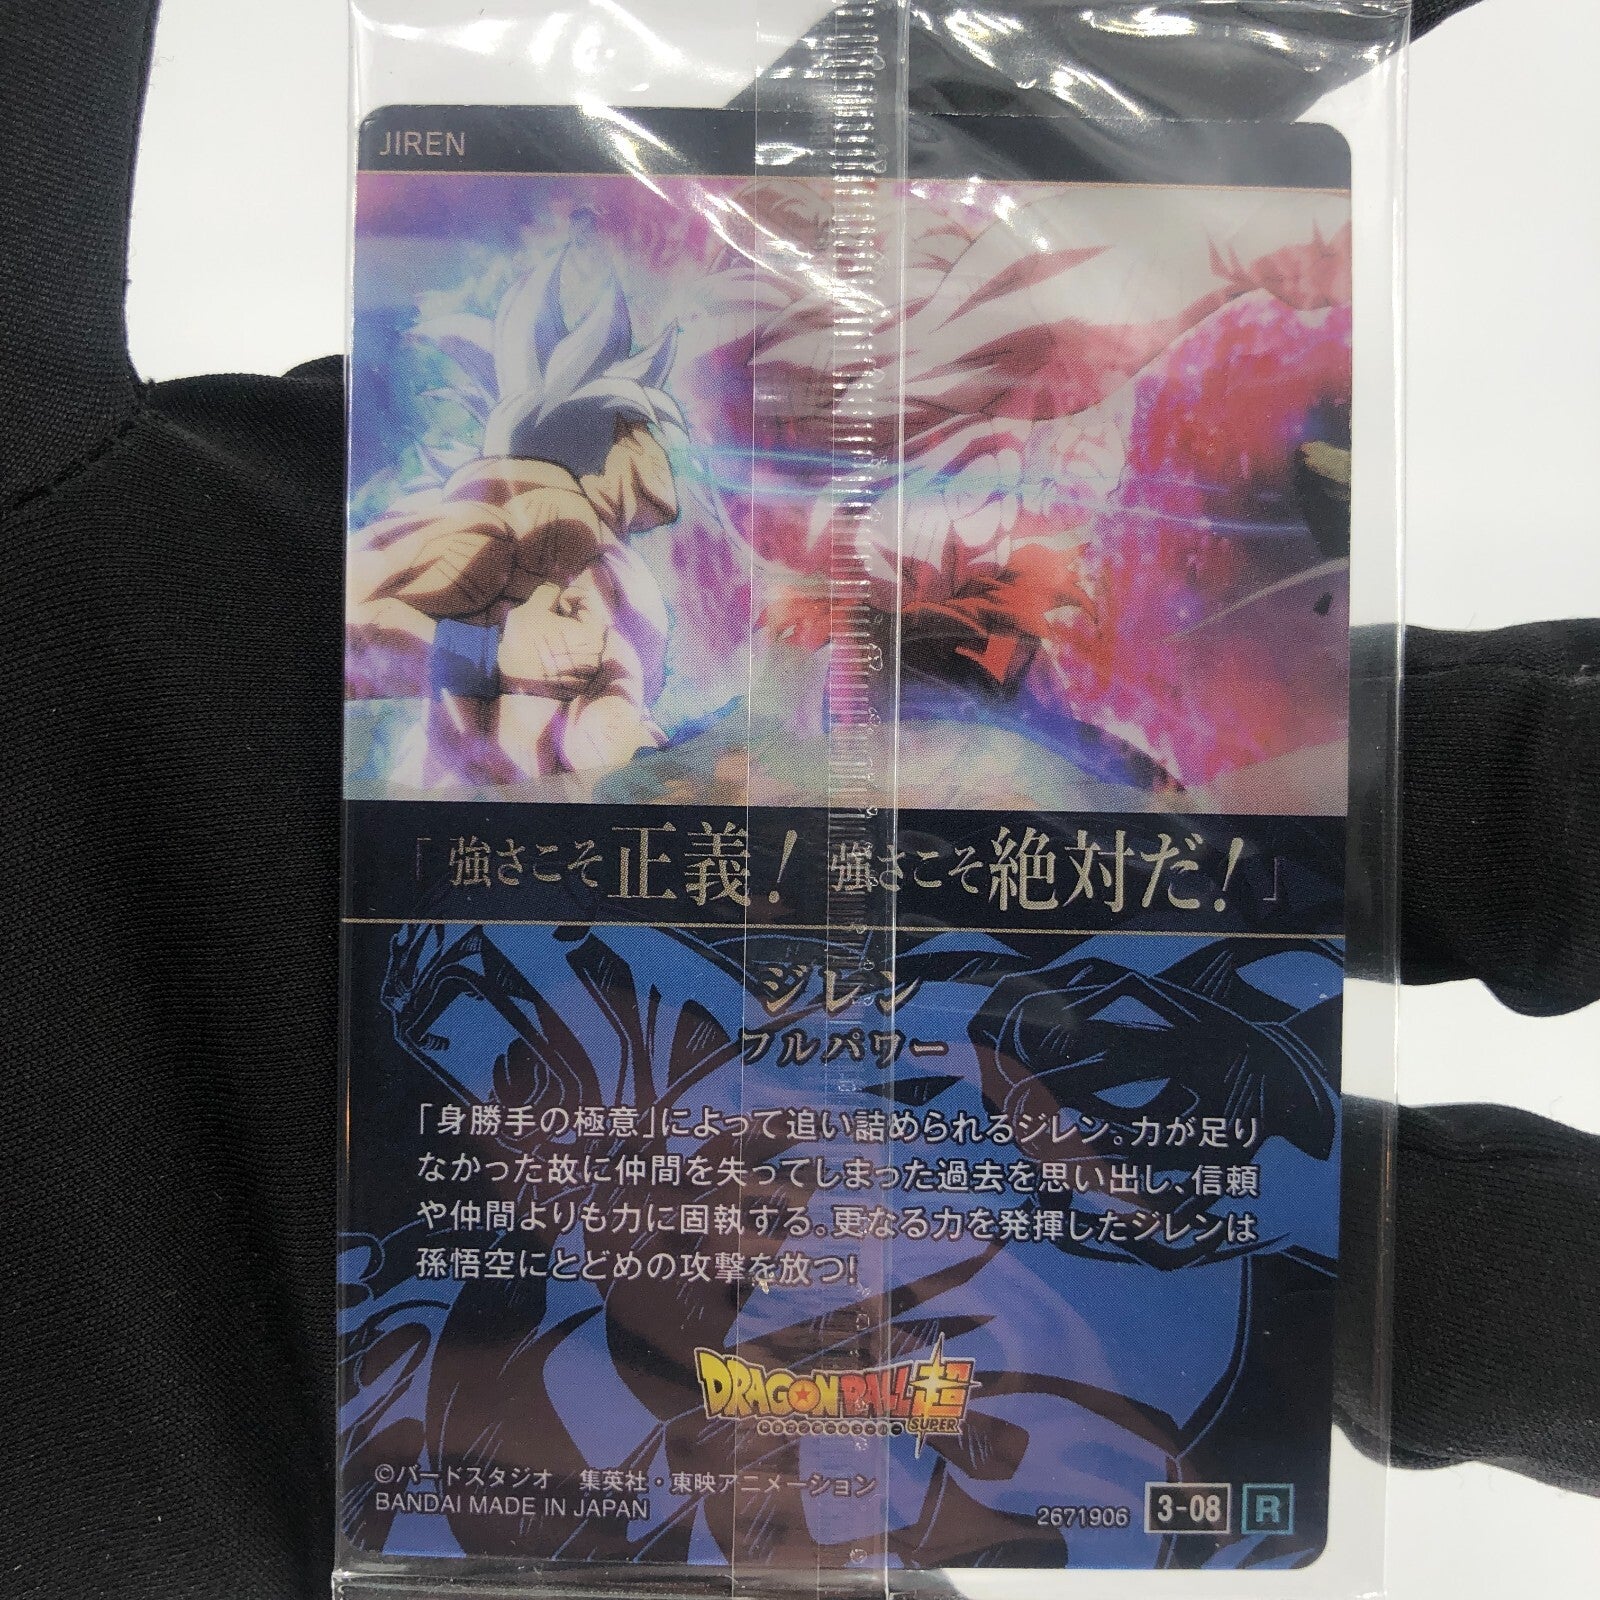 JIREN
「強さこそ正義！ 強さこそ絶対だ！」
ジレン
フルパワー
「身勝手の極意」によって追い詰められるジレン。力が足り
なかった故に仲間を失ってしまった過去を思い出し、信頼
や仲間よりも力に固執する。更なる力を発揮したジレンは
孫悟空にとどめの攻撃を放つ！
DRAGON BALL超
SUPER
©バードスタジオ 集英社・東映アニメーション
BANDAI MADE IN JAPAN
2671906 3-08 R